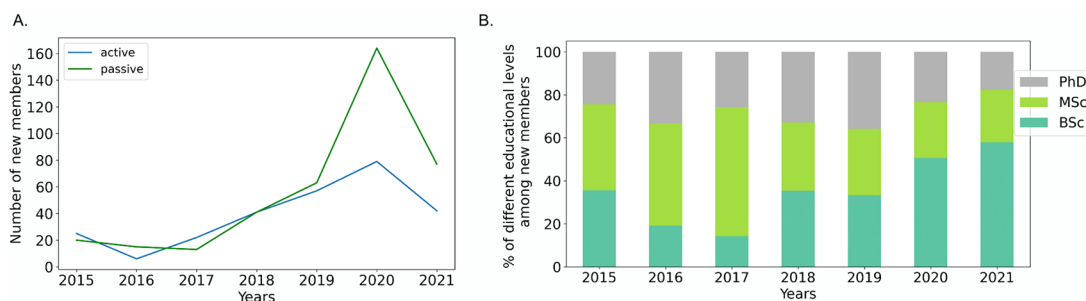 A.
active
passive
Number of new members
160
140
120
100
80
60
40
20
0
2015 2016 2017 2018 2019 2020 2021
Years
B.
% of different educational levels
among new members
100
80
60
40
20
0
2015 2016 2017 2018 2019 2020 2021
Years
PhD
MSc
BSc